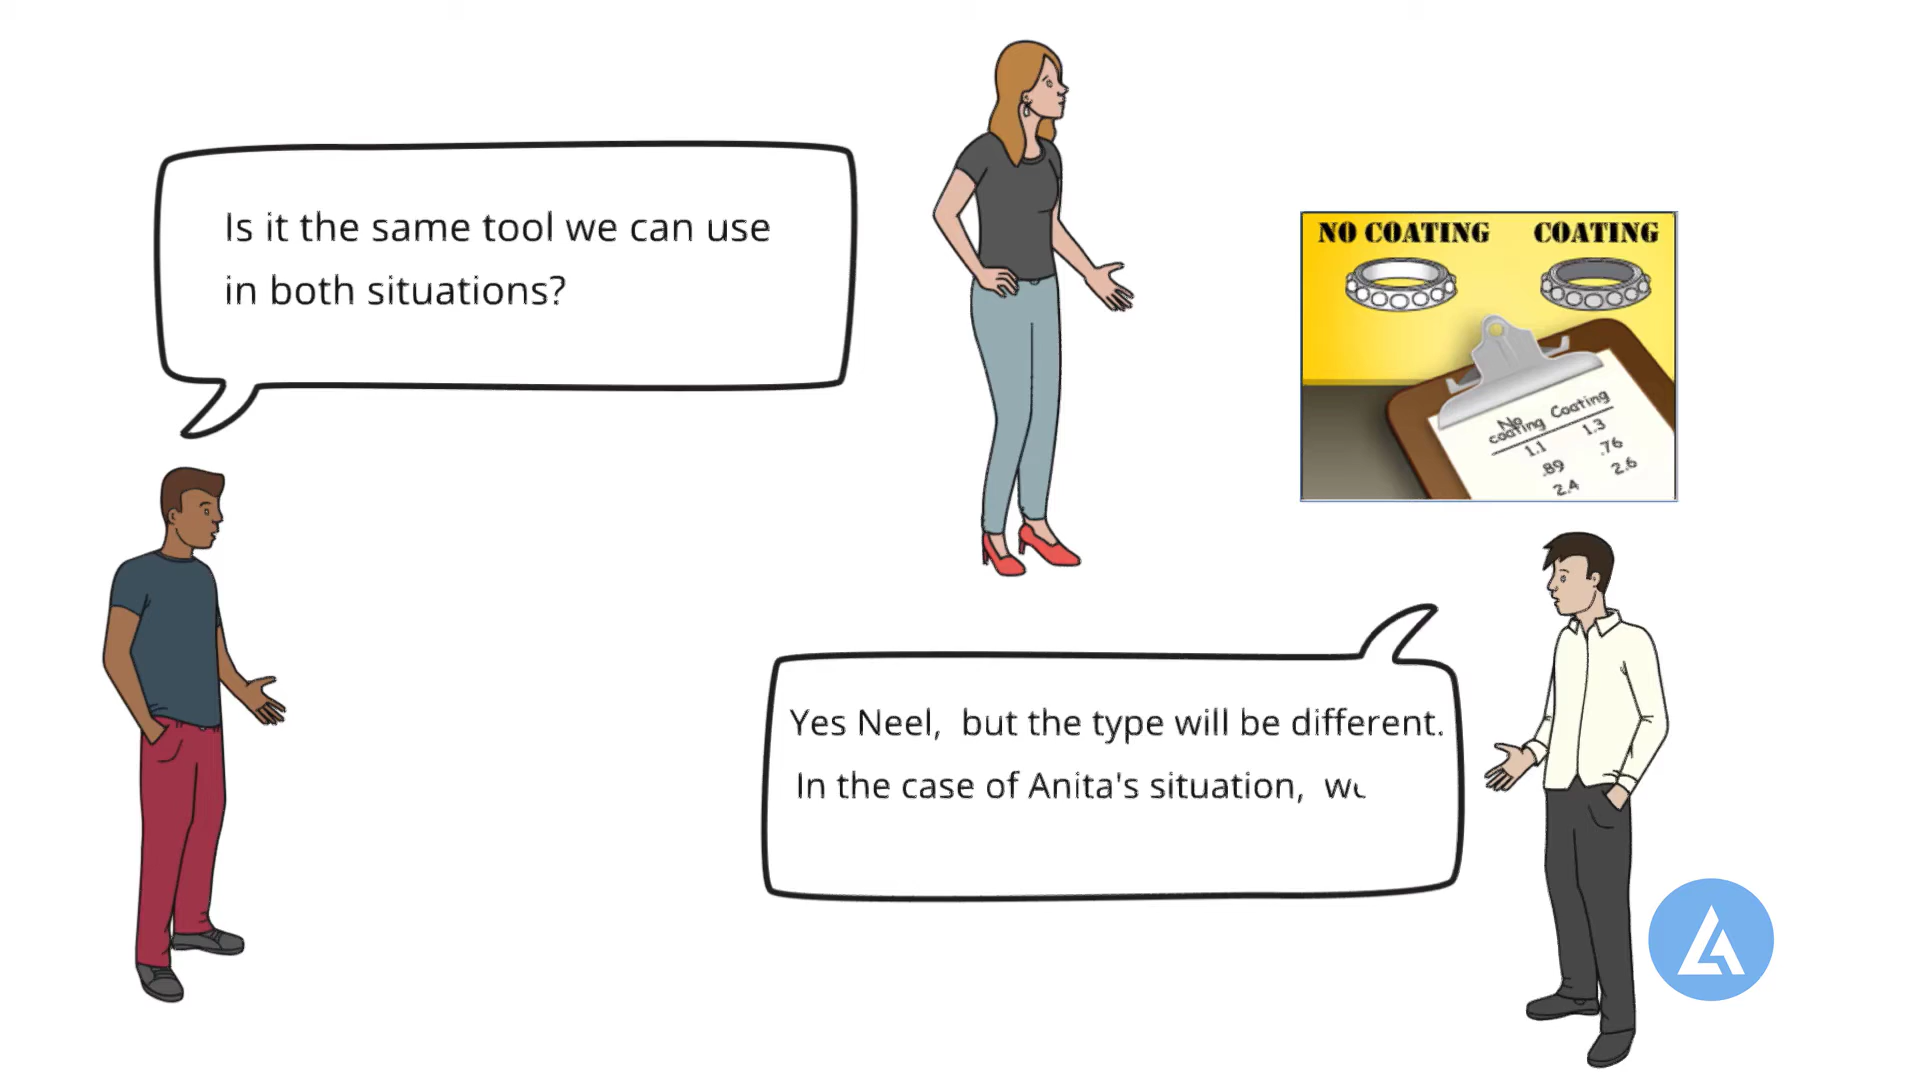 Is it the same tool we can use
in both situations?
NO COATING COATING
No coating Coating
1.1 1.3
.89 .76
2.4 2.6
Yes Neel, but the type will be different.
In the case of Anita's situation,